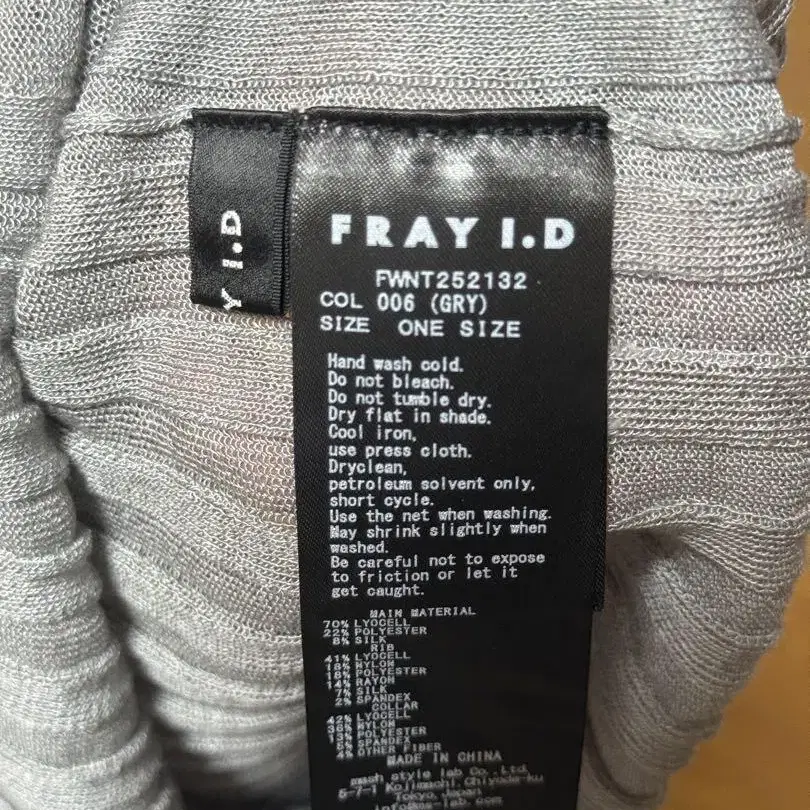 Y I.D
FRAY I.D
FWNT252132
COL 006 (GRY)
SIZE ONE SIZE
Hand wash cold.
Do not bleach.
Do not tumble dry.
Dry flat in shade.
Cool iron,
use press cloth.
Dryclean,
petroleum solvent only,
short cycle.
Use the net when washing.
May shrink slightly when
washed.
Be careful not to expose
to friction or let it
get caught.
MAIN MATERIAL
70% LYOCELL
22% POLYESTER
8% SILK
RIB
41% LYOCELL
18% NYLON
18% POLYESTER
14% RAYON
7% SILK
2% SPANDEX
COLLAR
42% LYOCELL
36% NYLON
13% POLYESTER
5% SPANDEX
4% OTHER FIBER
MADE IN CHINA
mash style lab Co.,Ltd.
5-7-1 Kojimachi, Chiyoda-ku
Tokyo, Japan